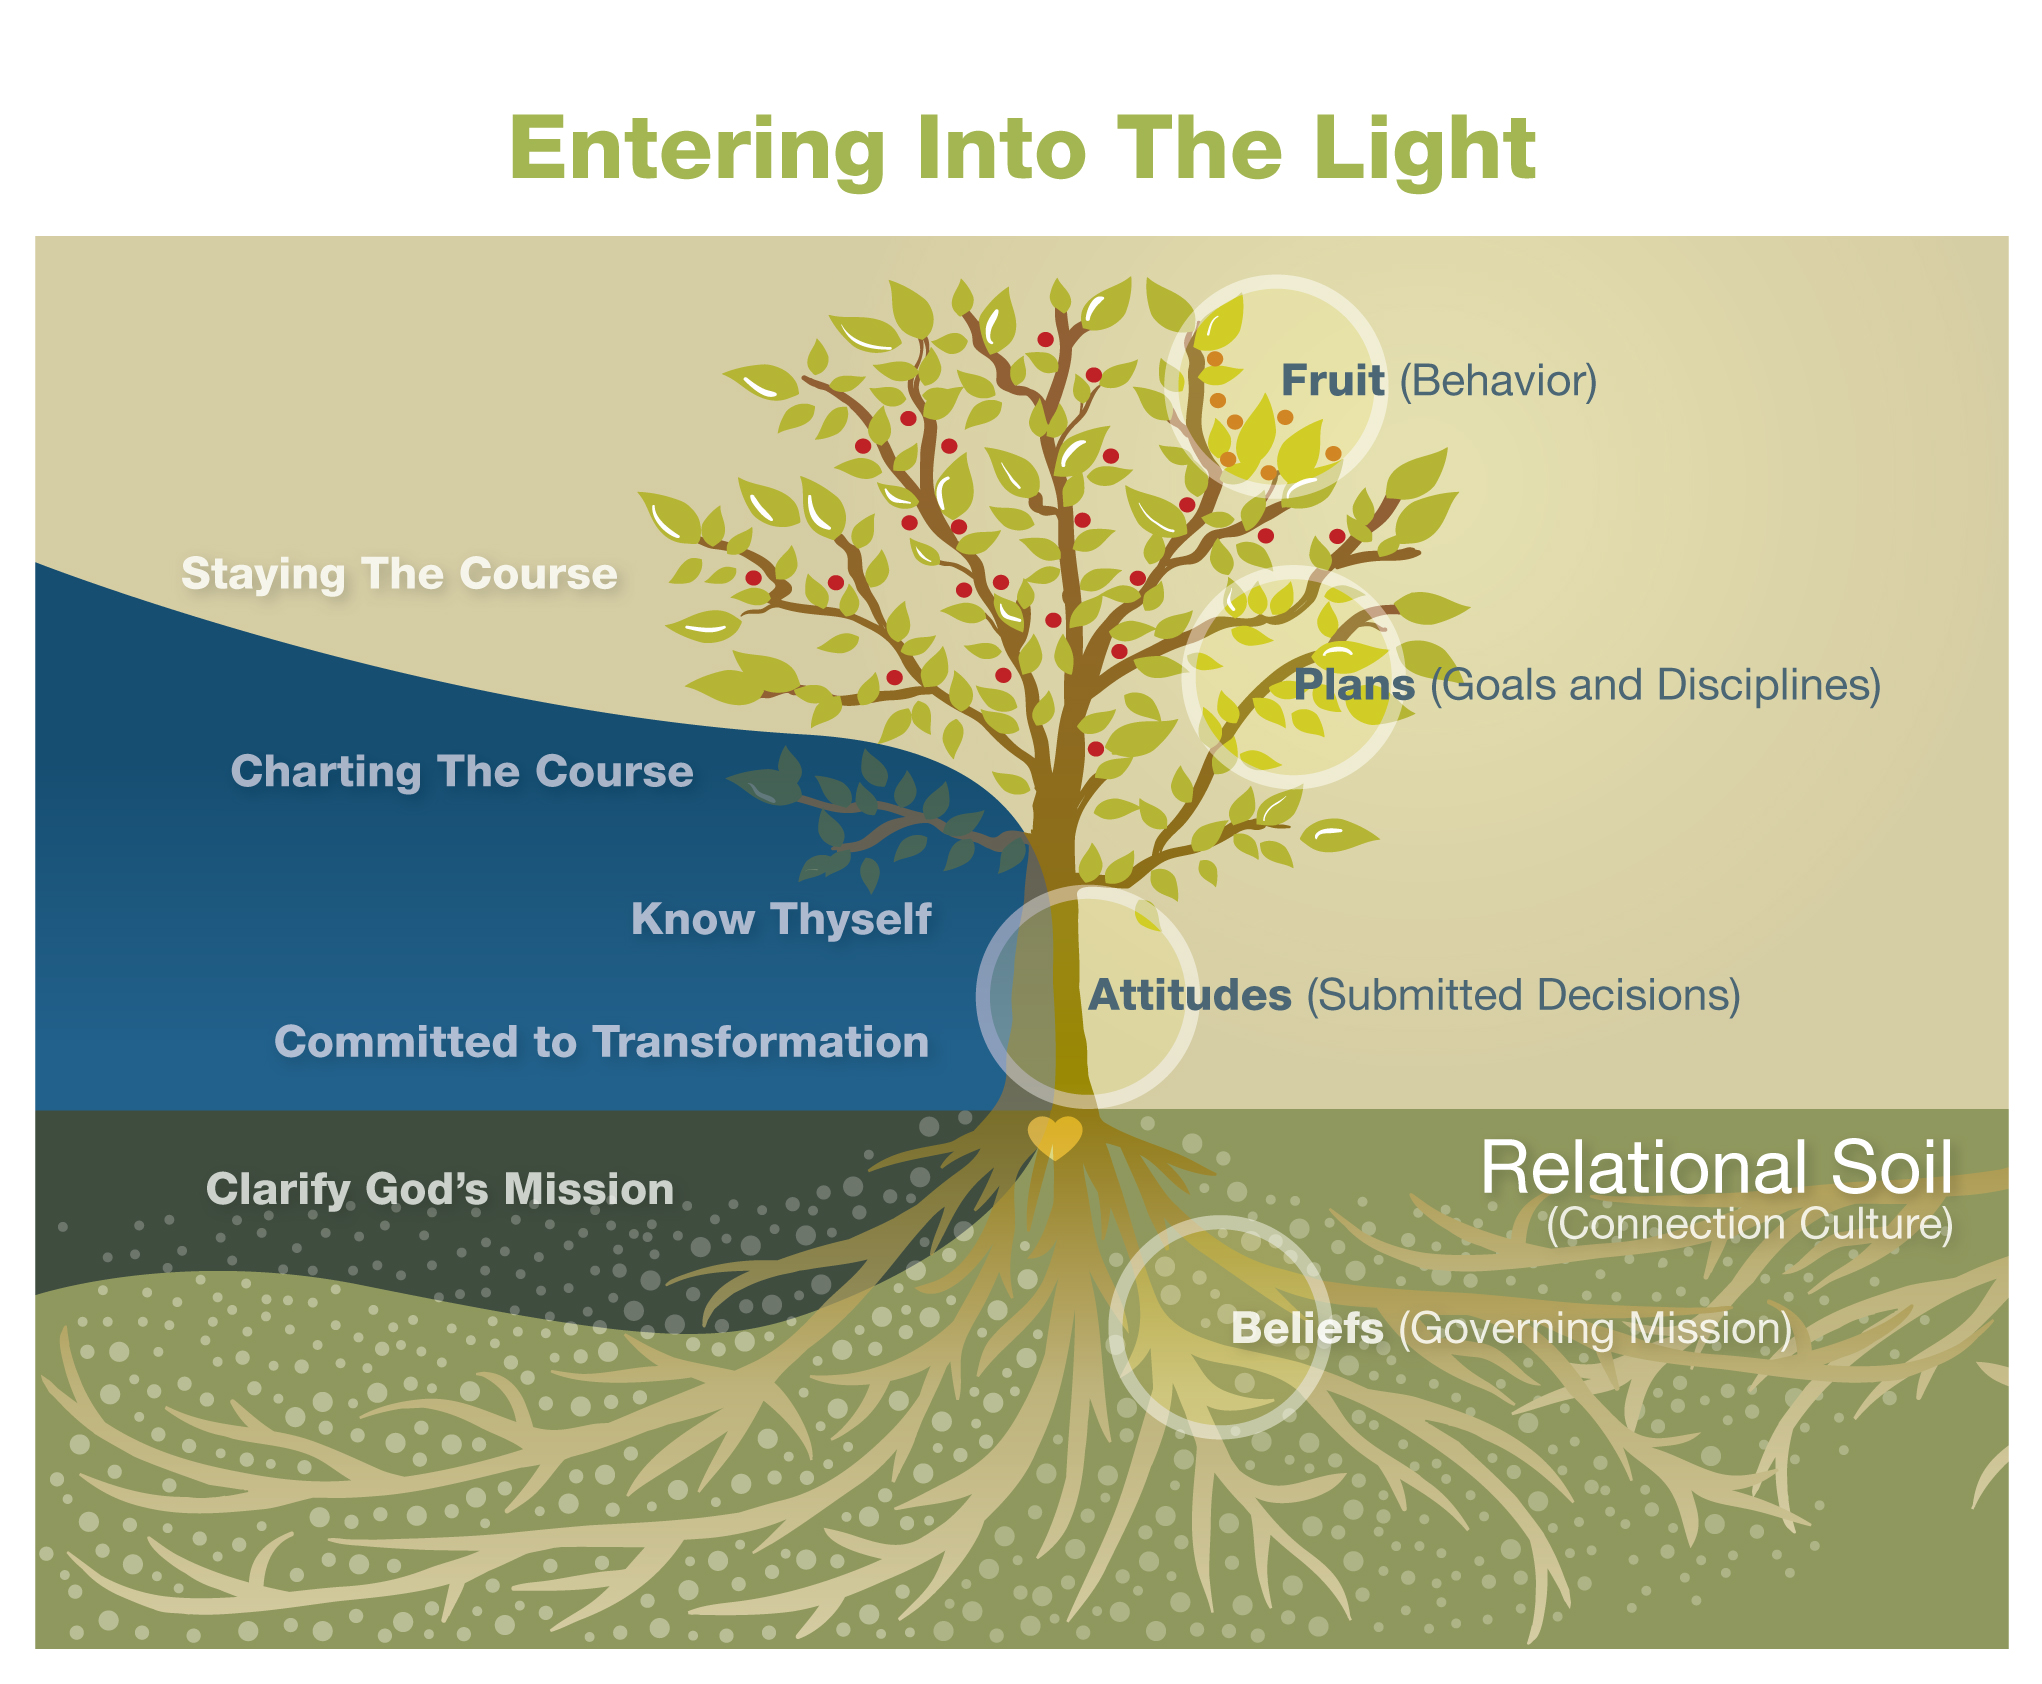 Entering Into The Light
Fruit (Behavior)
Staying The Course
Plans (Goals and Disciplines)
Charting The Course
Know Thyself
Attitudes (Submitted Decisions)
Committed to Transformation
Relational Soil
(Connection Culture)
Clarify God’s Mission
Beliefs (Governing Mission)